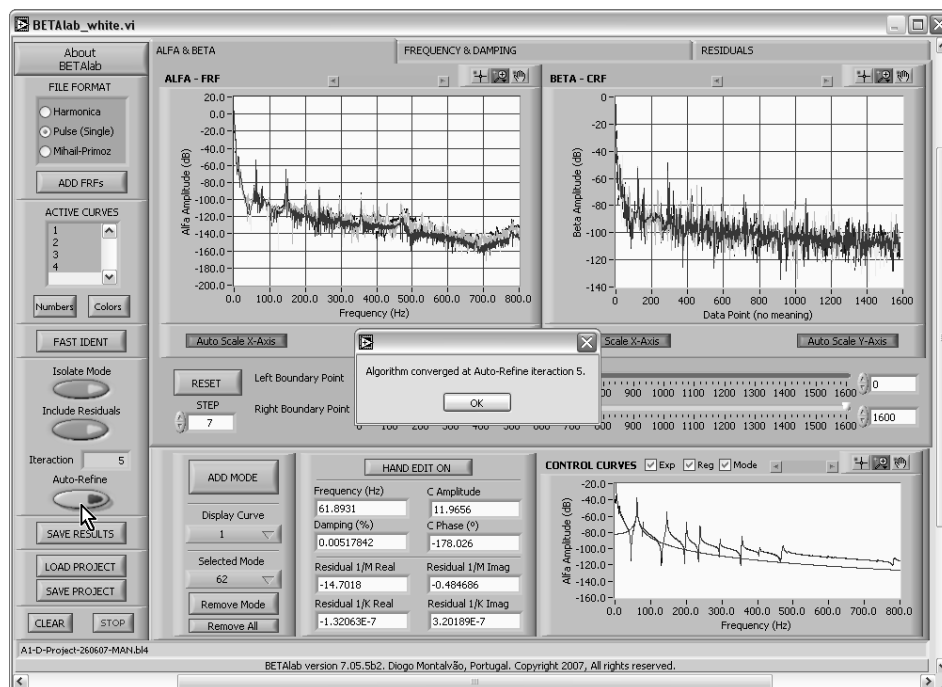 BETAlab_white.vi
About
BETAlab
FILE FORMAT
Harmonica
Pulse (Single)
Mihail-Primoz
ADD FRFs
ACTIVE CURVES
1
2
3
4
Numbers Colors
FAST IDENT
Isolate Mode
Include Residuals
Iteraction 5
Auto-Refine
SAVE RESULTS
LOAD PROJECT
SAVE PROJECT
CLEAR STOP
ALFA & BETA FREQUENCY & DAMPING RESIDUALS
ALFA - FRF
Alfa Amplitude (dB)
20.0
0.0
-20.0
-40.0
-60.0
-80.0
-100.0
-120.0
-140.0
-160.0
-180.0
-200.0
0.0 100.0 200.0 300.0 400.0 500.0 600.0 700.0 800.0
Frequency (Hz)
BETA - CRF
Beta Amplitude (dB)
0
-20
-40
-60
-80
-100
-120
-140
0 200 400 600 800 1000 1200 1400 1600
Data Point (no meaning)
Auto Scale X-Axis Scale X-Axis Auto Scale Y-Axis
Algorithm converged at Auto-Refine iteraction 5.
OK
RESET
STEP
7
Left Boundary Point
800 900 1000 1100 1200 1300 1400 1500 1600
0
Right Boundary Point
0 100 200 300 400 500 600 700 800 900 1000 1100 1200 1300 1400 1500 1600
1600
ADD MODE
Display Curve
1
Selected Mode
62
Remove Mode
Remove All
HAND EDIT ON
Frequency (Hz) C Amplitude
61.8931 11.9656
Damping (%) C Phase (º)
0.00517842 -178.026
Residual 1/M Real Residual 1/M Imag
-14.7018 -0.484686
Residual 1/K Real Residual 1/K Imag
-1.32063E-7 3.20189E-7
CONTROL CURVES Exp Reg Mode
Alfa Amplitude (dB)
-20.0
-40.0
-60.0
-80.0
-100.0
-120.0
-140.0
-160.0
0.0 100.0 200.0 300.0 400.0 500.0 600.0 700.0 800.0
Frequency (Hz)
A1-D-Project-260607-MAN.bl4
BETAlab version 7.05.5b2. Diogo Montalvão, Portugal. Copyright 2007, All rights reserved.